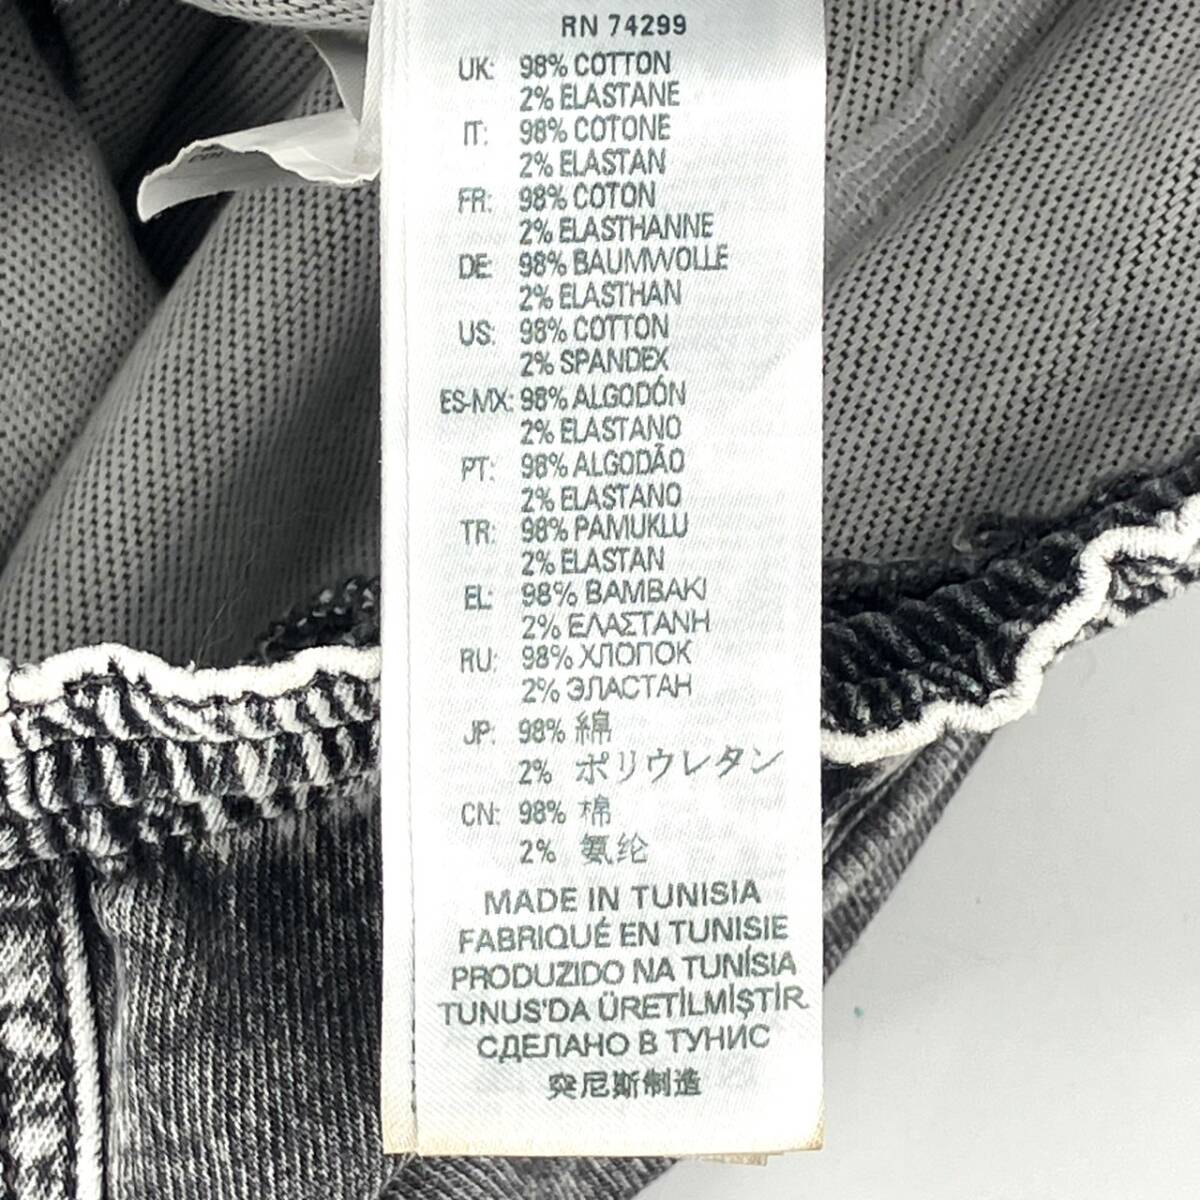 RN 74299
UK: 98% COTTON
2% ELASTANE
IT: 98% COTONE
2% ELASTAN
FR: 98% COTON
2% ELASTHANNE
DE: 98% BAUMWOLLE
2% ELASTHAN
US: 98% COTTON
2% SPANDEX
ES-MX: 98% ALGODÓN
2% ELASTANO
PT: 98% ALGODÃO
2% ELASTANO
TR: 98% PAMUKLU
2% ELASTAN
EL: 98% BAMBAKI
2% ΕΛΑΣΤΑΝΗ
RU: 98% ХЛОПОК
2% ЭЛАСТАН
JP: 98% 綿
2% ポリウレタン
CN: 98% 棉
2% 氨纶
MADE IN TUNISIA
FABRIQUÉ EN TUNISIE
PRODUZIDO NA TUNÍSIA
TUNUS'DA ÜRETİLMİŞTİR.
СДЕЛАНО В ТУНИС
突尼斯制造